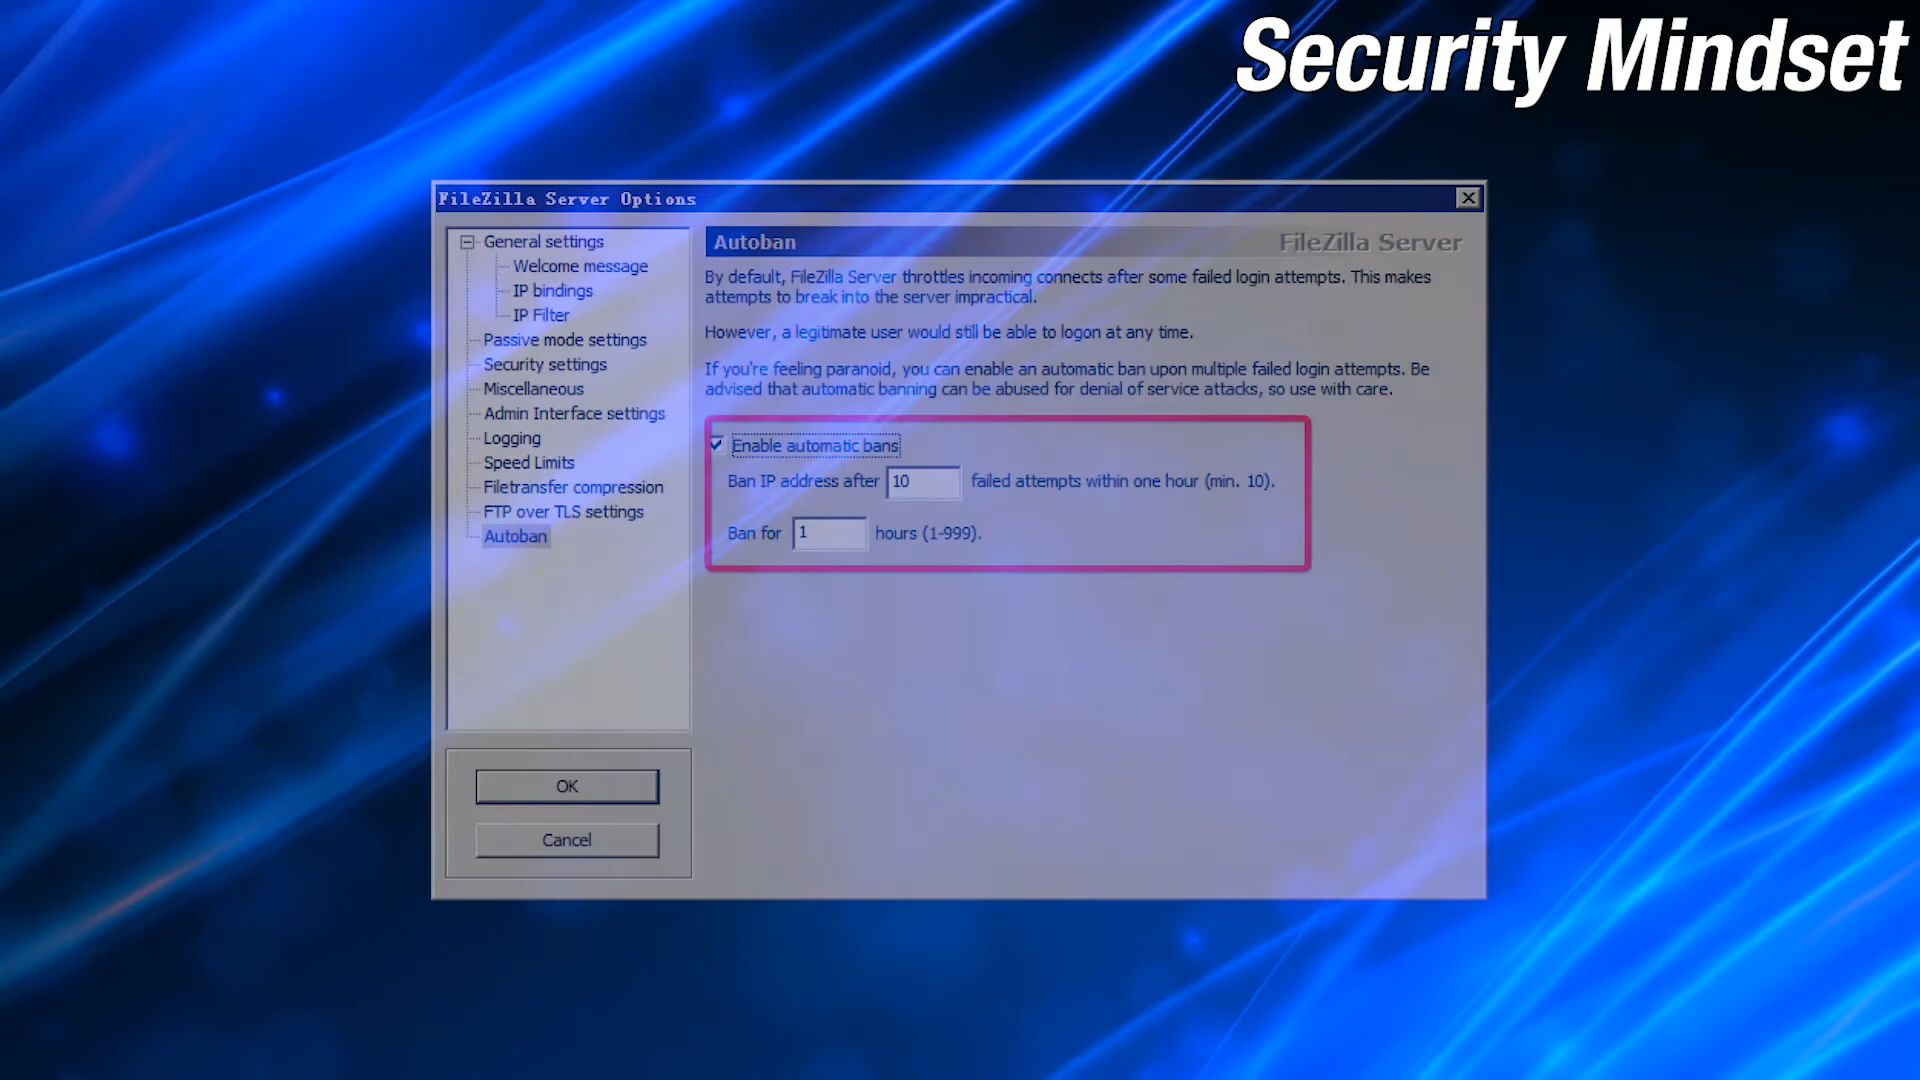 Security Mindset
FileZilla Server Options
General settings
Welcome message
IP bindings
IP Filter
Passive mode settings
Security settings
Miscellaneous
Admin Interface settings
Logging
Speed Limits
Filetransfer compression
FTP over TLS settings
Autoban
OK
Cancel
Autoban
FileZilla Server
By default, FileZilla Server throttles incoming connects after some failed login attempts. This makes
attempts to break into the server impractical.
However, a legitimate user would still be able to logon at any time.
If you're feeling paranoid, you can enable an automatic ban upon multiple failed login attempts. Be
advised that automatic banning can be abused for denial of service attacks, so use with care.
Enable automatic bans
Ban IP address after 10 failed attempts within one hour (min. 10).
Ban for 1 hours (1-999).